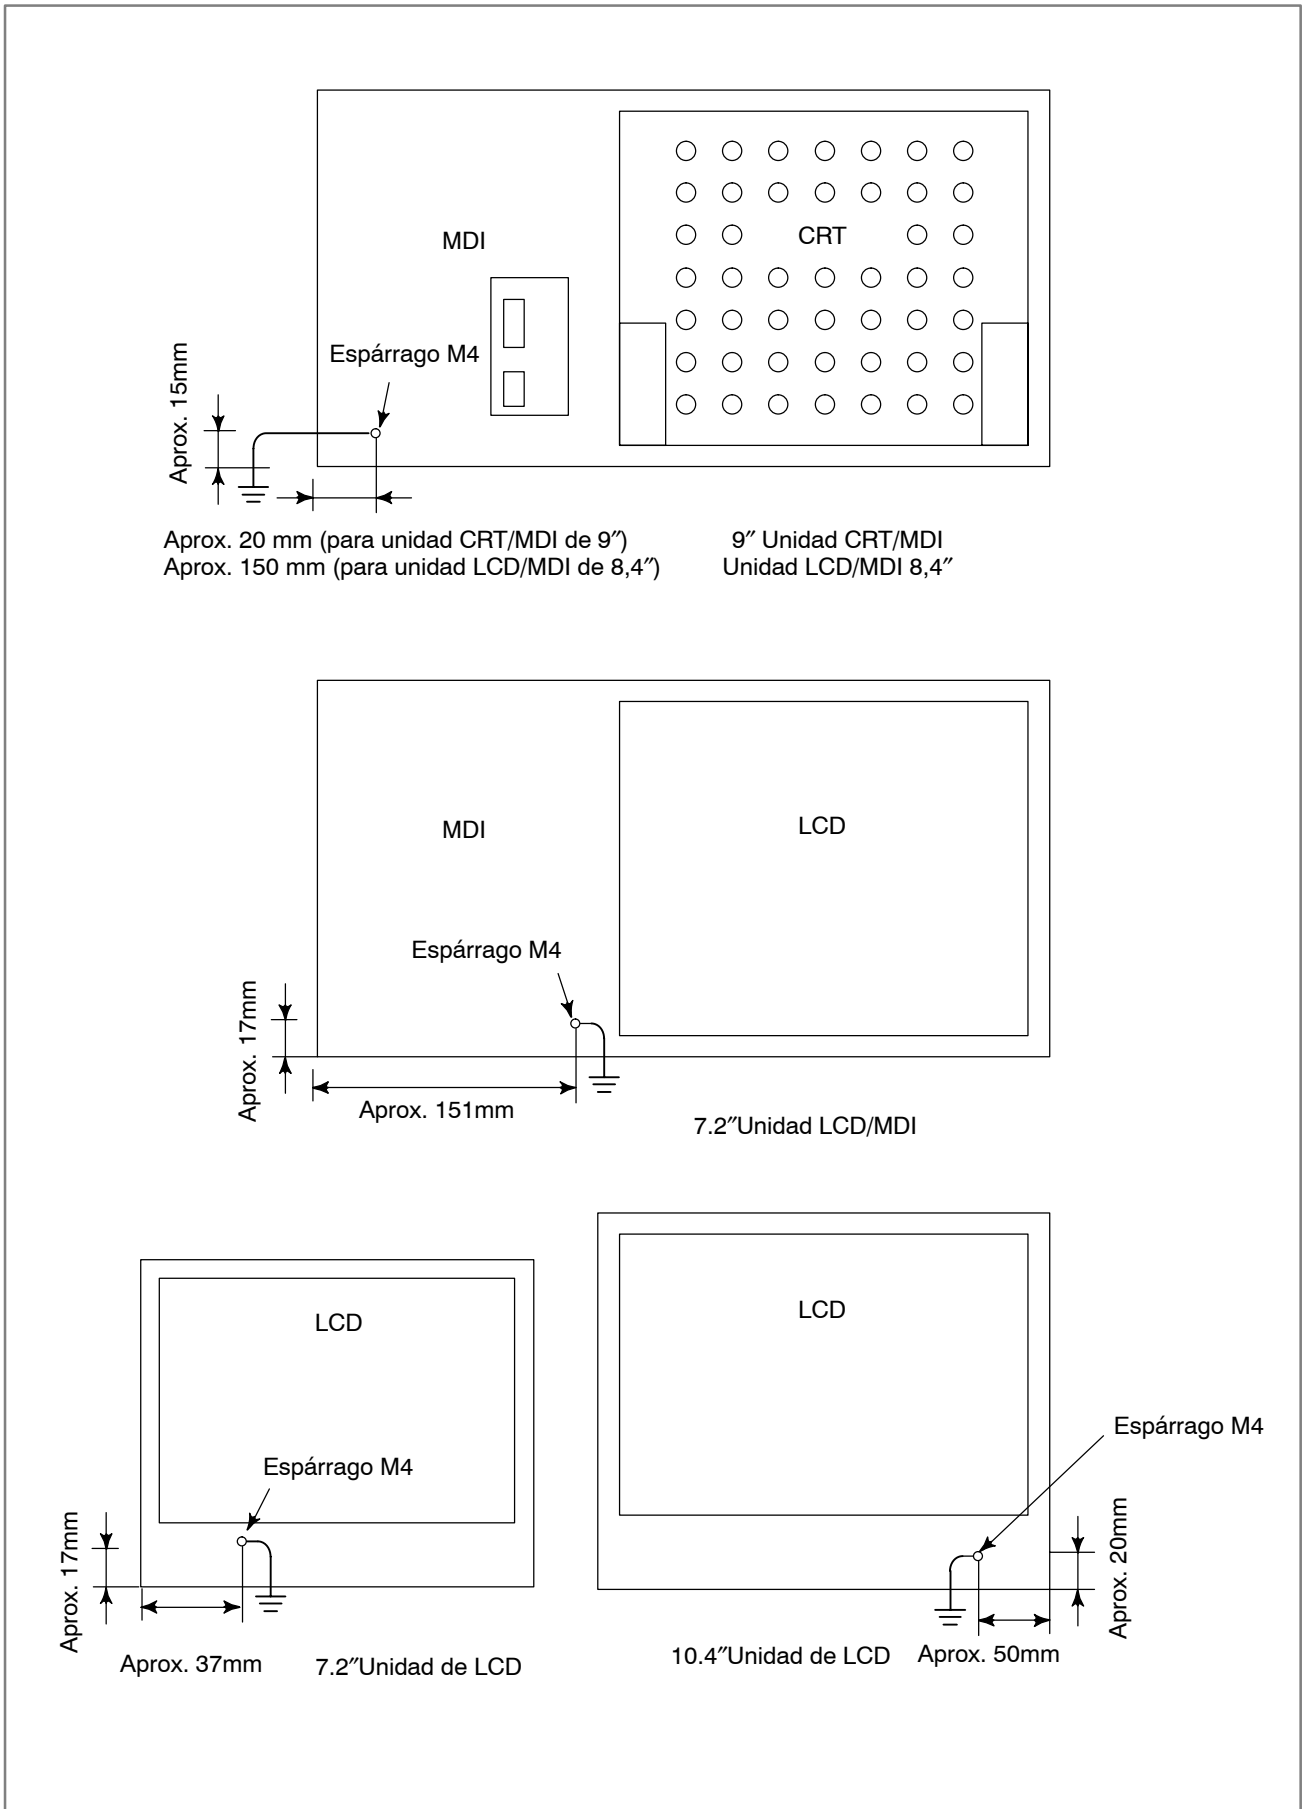 MDI
CRT
Espárrago M4
Aprox. 15mm
Aprox. 20 mm (para unidad CRT/MDI de 9″)
Aprox. 150 mm (para unidad LCD/MDI de 8,4″)
9″ Unidad CRT/MDI
Unidad LCD/MDI 8,4″
MDI
LCD
Espárrago M4
Aprox. 17mm
Aprox. 151mm
7.2″Unidad LCD/MDI
LCD
Espárrago M4
Aprox. 17mm
Aprox. 37mm
7.2″Unidad de LCD
LCD
Espárrago M4
Aprox. 20mm
10.4″Unidad de LCD
Aprox. 50mm